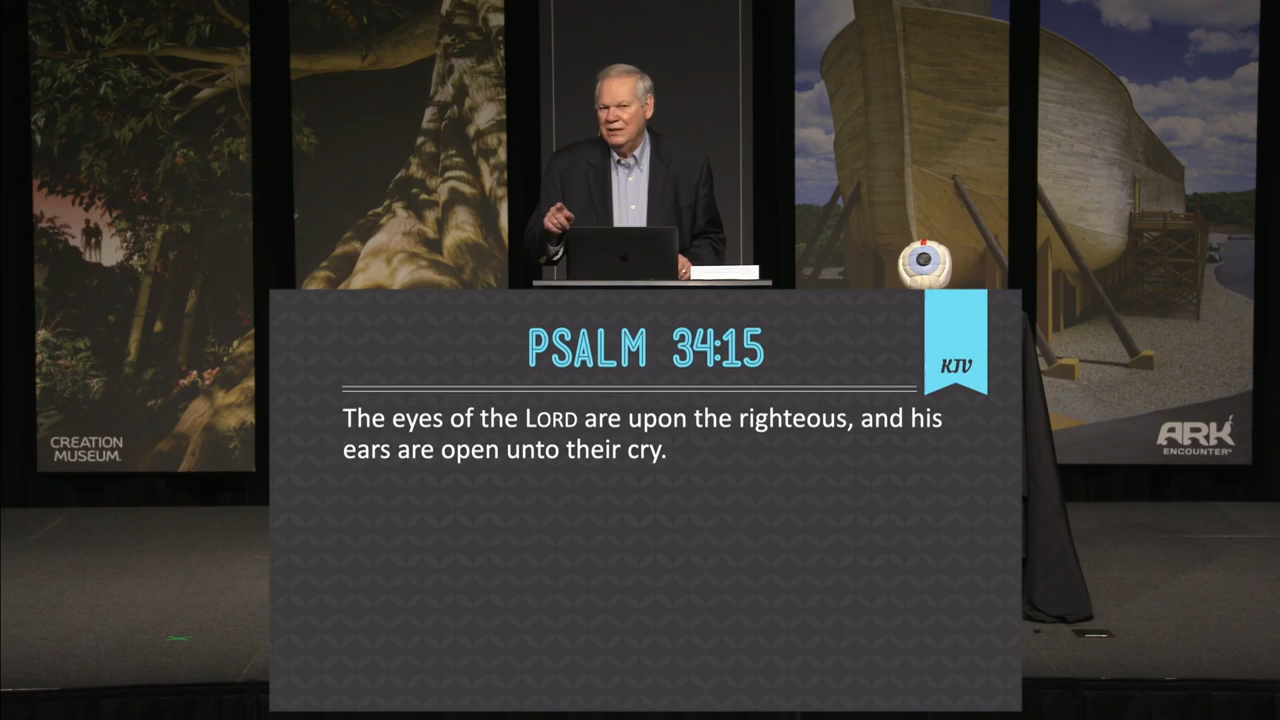 PSALM 34:15
KJV
The eyes of the LORD are upon the righteous, and his
ears are open unto their cry.
CREATION
MUSEUM.
ARK
ENCOUNTER